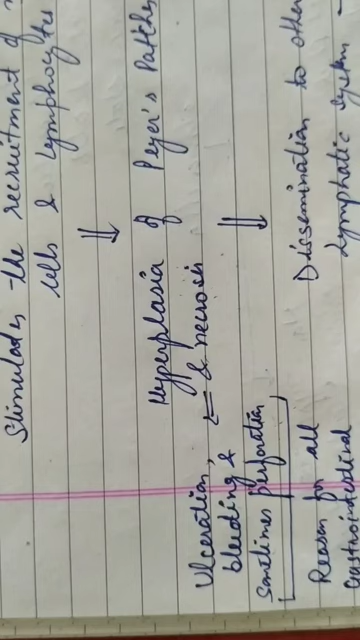 Stimulates the recruitment of
cells & lymphocytes
⇓
Hyperplasia of Peyer's Patches
& necrosis
⇓
Ulceration,
bleeding &
Sometimes perforation
Dissemination to other
Lymphatic system
Reason for all
Gastrointestinal